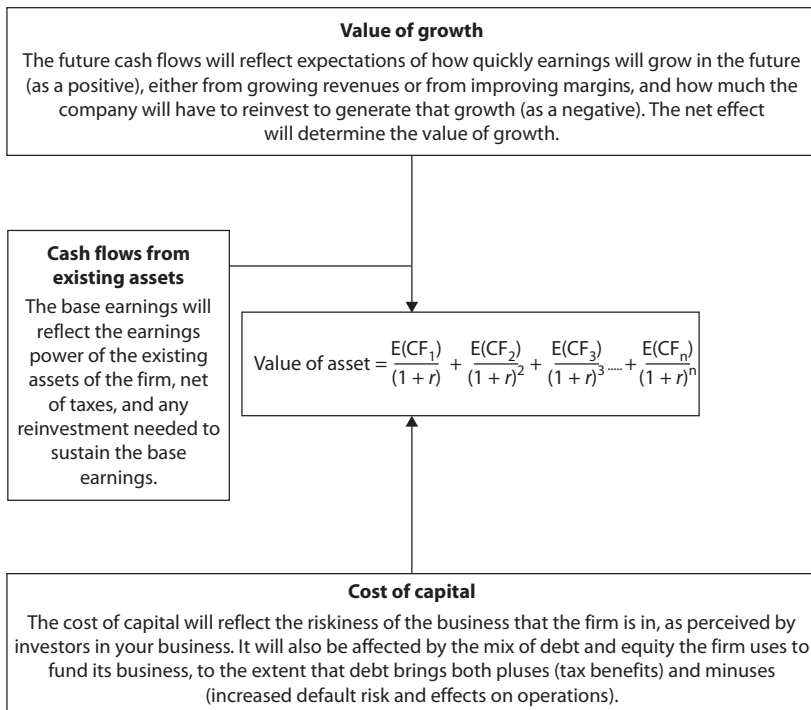 Value of growth
The future cash flows will reflect expectations of how quickly earnings will grow in the future
(as a positive), either from growing revenues or from improving margins, and how much the
company will have to reinvest to generate that growth (as a negative). The net effect
will determine the value of growth.
Cash flows from
existing assets
The base earnings will
reflect the earnings
power of the existing
assets of the firm, net
of taxes, and any
reinvestment needed to
sustain the base
earnings.
Value of asset = E(CF₁)/(1 + r) + E(CF₂)/(1 + r)² + E(CF₃)/(1 + r)³ ..... + E(CFₙ)/(1 + r)ⁿ
Cost of capital
The cost of capital will reflect the riskiness of the business that the firm is in, as perceived by
investors in your business. It will also be affected by the mix of debt and equity the firm uses to
fund its business, to the extent that debt brings both pluses (tax benefits) and minuses
(increased default risk and effects on operations).